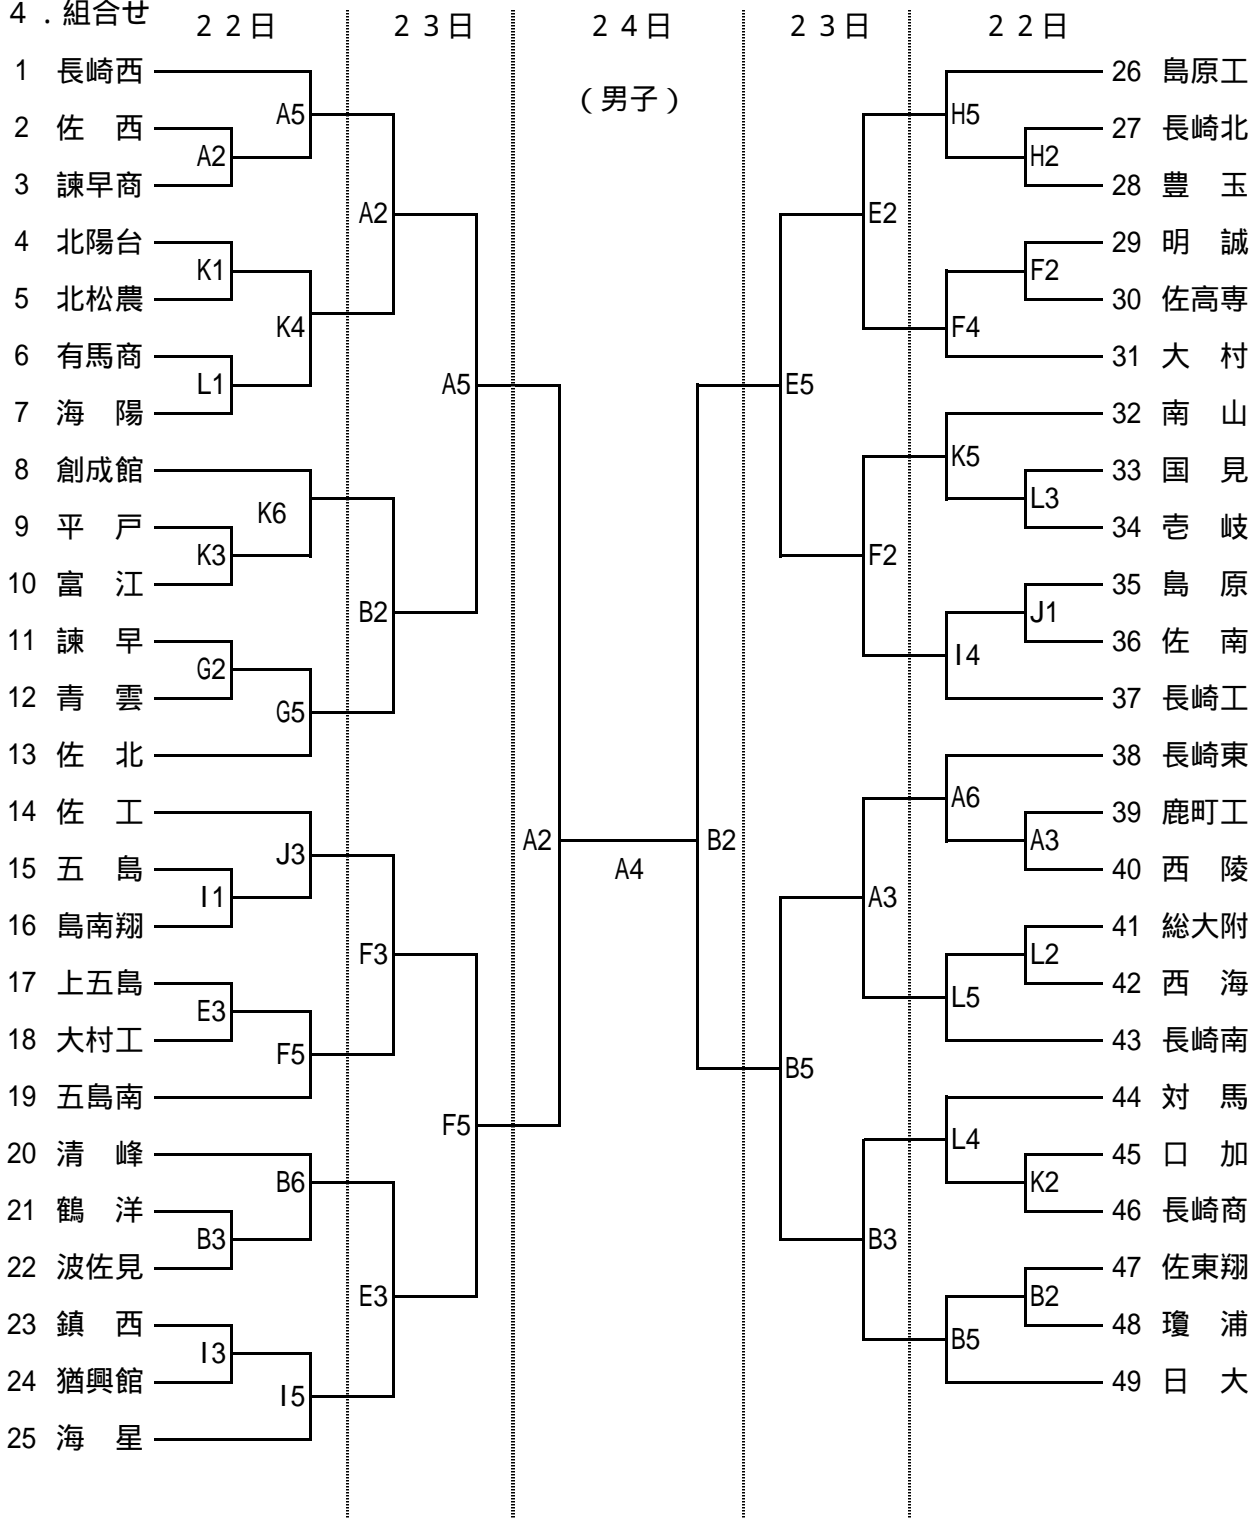 ４．組合せ
２２日 ２３日 ２４日 ２３日 ２２日
（男子）
1 長崎西
2 佐　西
3 諫早商
4 北陽台
5 北松農
6 有馬商
7 海　陽
8 創成館
9 平　戸
10 富　江
11 諫　早
12 青　雲
13 佐　北
14 佐　工
15 五　島
16 島南翔
17 上五島
18 大村工
19 五島南
20 清　峰
21 鶴　洋
22 波佐見
23 鎮　西
24 猶興館
25 海　星
A2
K1
L1
K3
G2
I1
E3
B3
I3
A5
K4
K6
G5
J3
F5
B6
I5
A2
B2
F3
E3
A5
F5
A2
A4
B2
E5
B5
E2
F2
A3
B3
H5
F4
K5
I4
A6
L5
L4
B5
H2
F2
L3
J1
A3
L2
K2
B2
26 島原工
27 長崎北
28 豊　玉
29 明　誠
30 佐高専
31 大　村
32 南　山
33 国　見
34 壱　岐
35 島　原
36 佐　南
37 長崎工
38 長崎東
39 鹿町工
40 西　陵
41 総大附
42 西　海
43 長崎南
44 対　馬
45 口　加
46 長崎商
47 佐東翔
48 瓊　浦
49 日　大